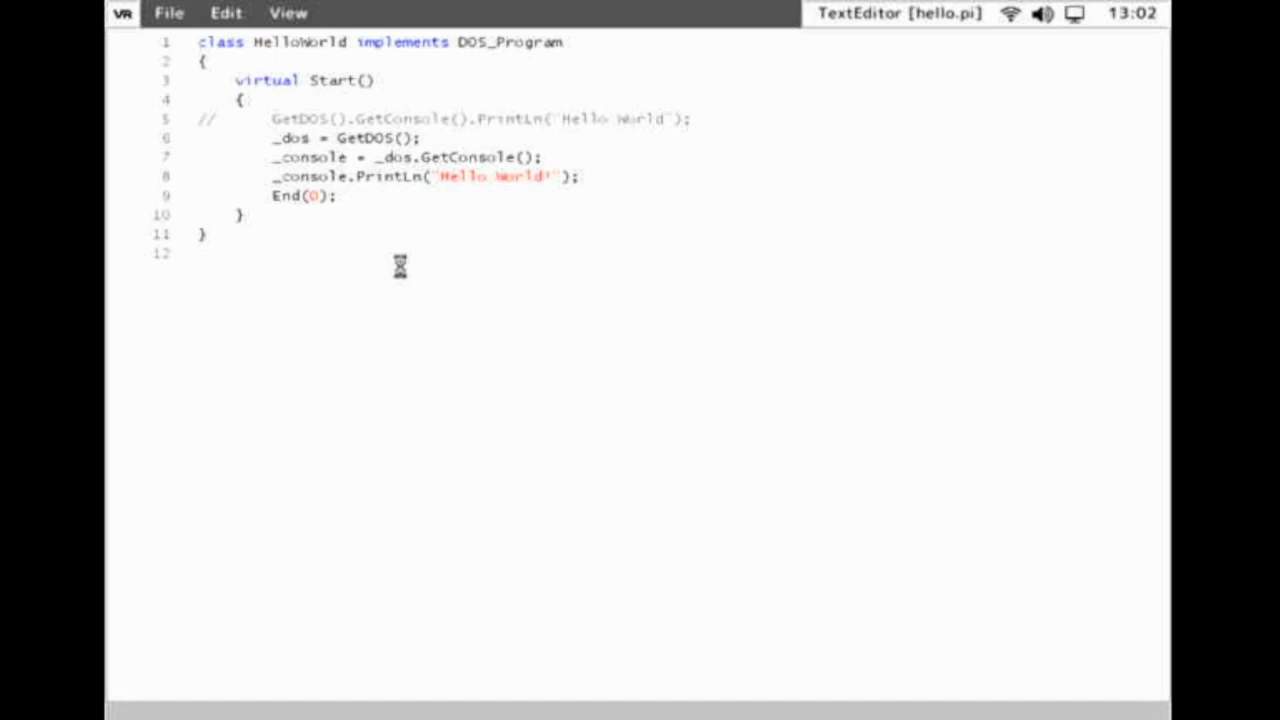 VR File Edit View TextEditor [hello.pi] 13:02
1 class HelloWorld implements DOS_Program
2 {
3 virtual Start()
4 {
5 // GetDOS().GetConsole().PrintLn("Hello World");
6 _dos = GetDOS();
7 _console = _dos.GetConsole();
8 _console.PrintLn("Hello World!");
9 End(0);
10 }
11 }
12